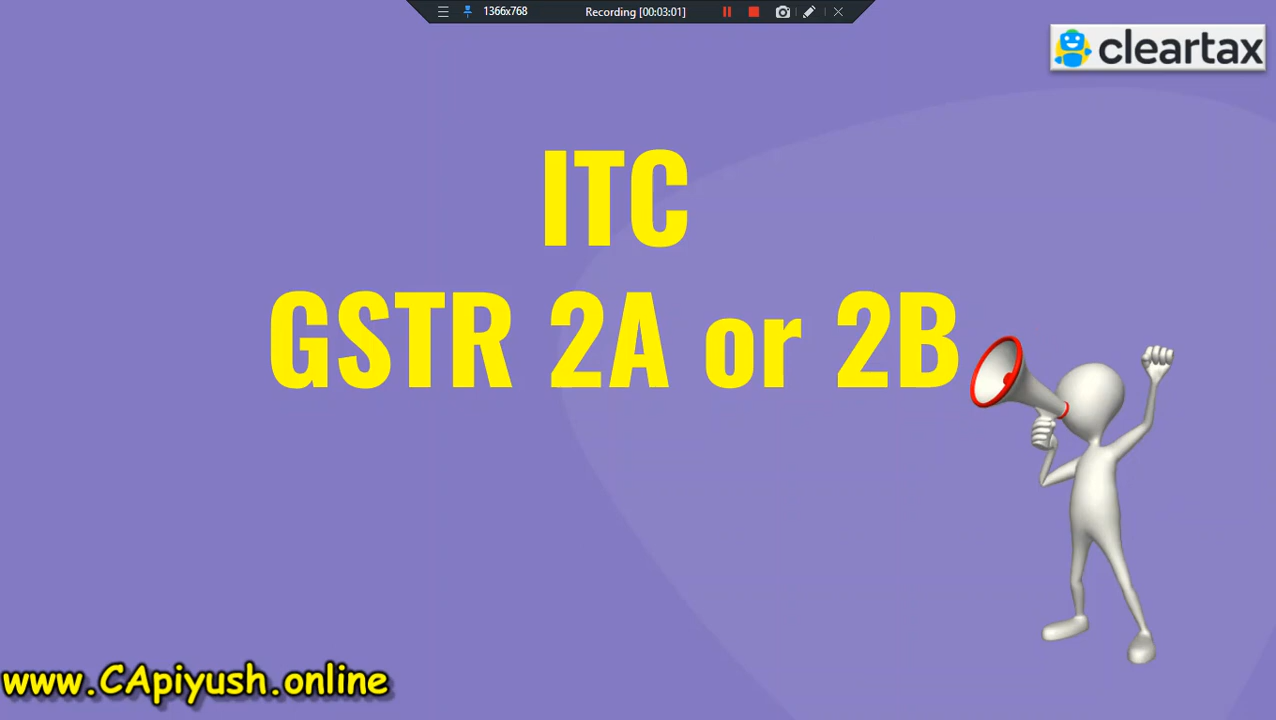 1366x768 Recording [00:03:01]
cleartax
ITC
GSTR 2A or 2B
www.CApiyush.online